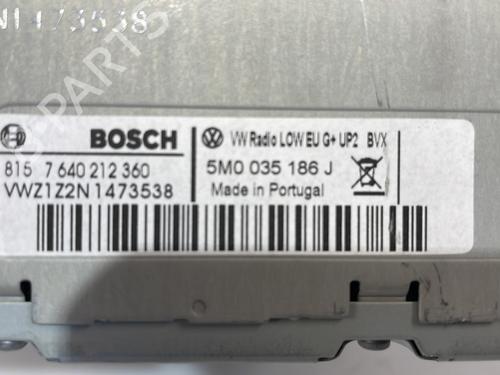 N1473538
BOSCH
VW Radio LOW EU G+ UP2 BVX
815 7 640 212 360
5M0 035 186 J
VWZ1Z2N1473538
Made in Portugal